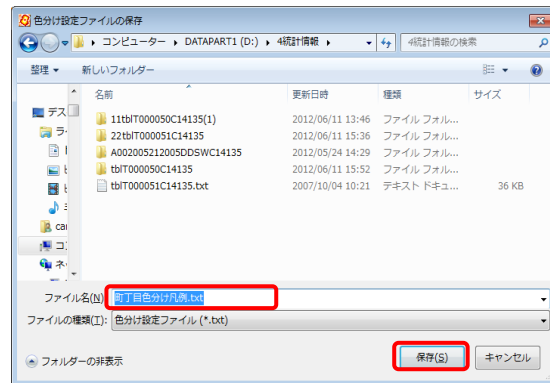 色分け設定ファイルの保存
コンピューター ▸ DATAPART1 (D:) ▸ 4統計情報 ▸
4統計情報の検索
整理 ▼ 新しいフォルダー
名前 更新日時 種類 サイズ
デス
ラ
11tblT000050C14135(1) 2012/06/11 13:46 ファイル フォル...
22tblT000051C14135 2012/06/11 15:36 ファイル フォル...
A002005212005DDSWC14135 2012/05/24 14:29 ファイル フォル...
tblT000050C14135 2012/06/11 15:52 ファイル フォル...
tblT000051C14135.txt 2007/10/04 10:21 テキスト ドキュ... 36 KB
car
コン
ネ
ファイル名(N): 町丁目色分け凡例.txt
ファイルの種類(T): 色分け設定ファイル (*.txt)
フォルダーの非表示
保存(S) キャンセル